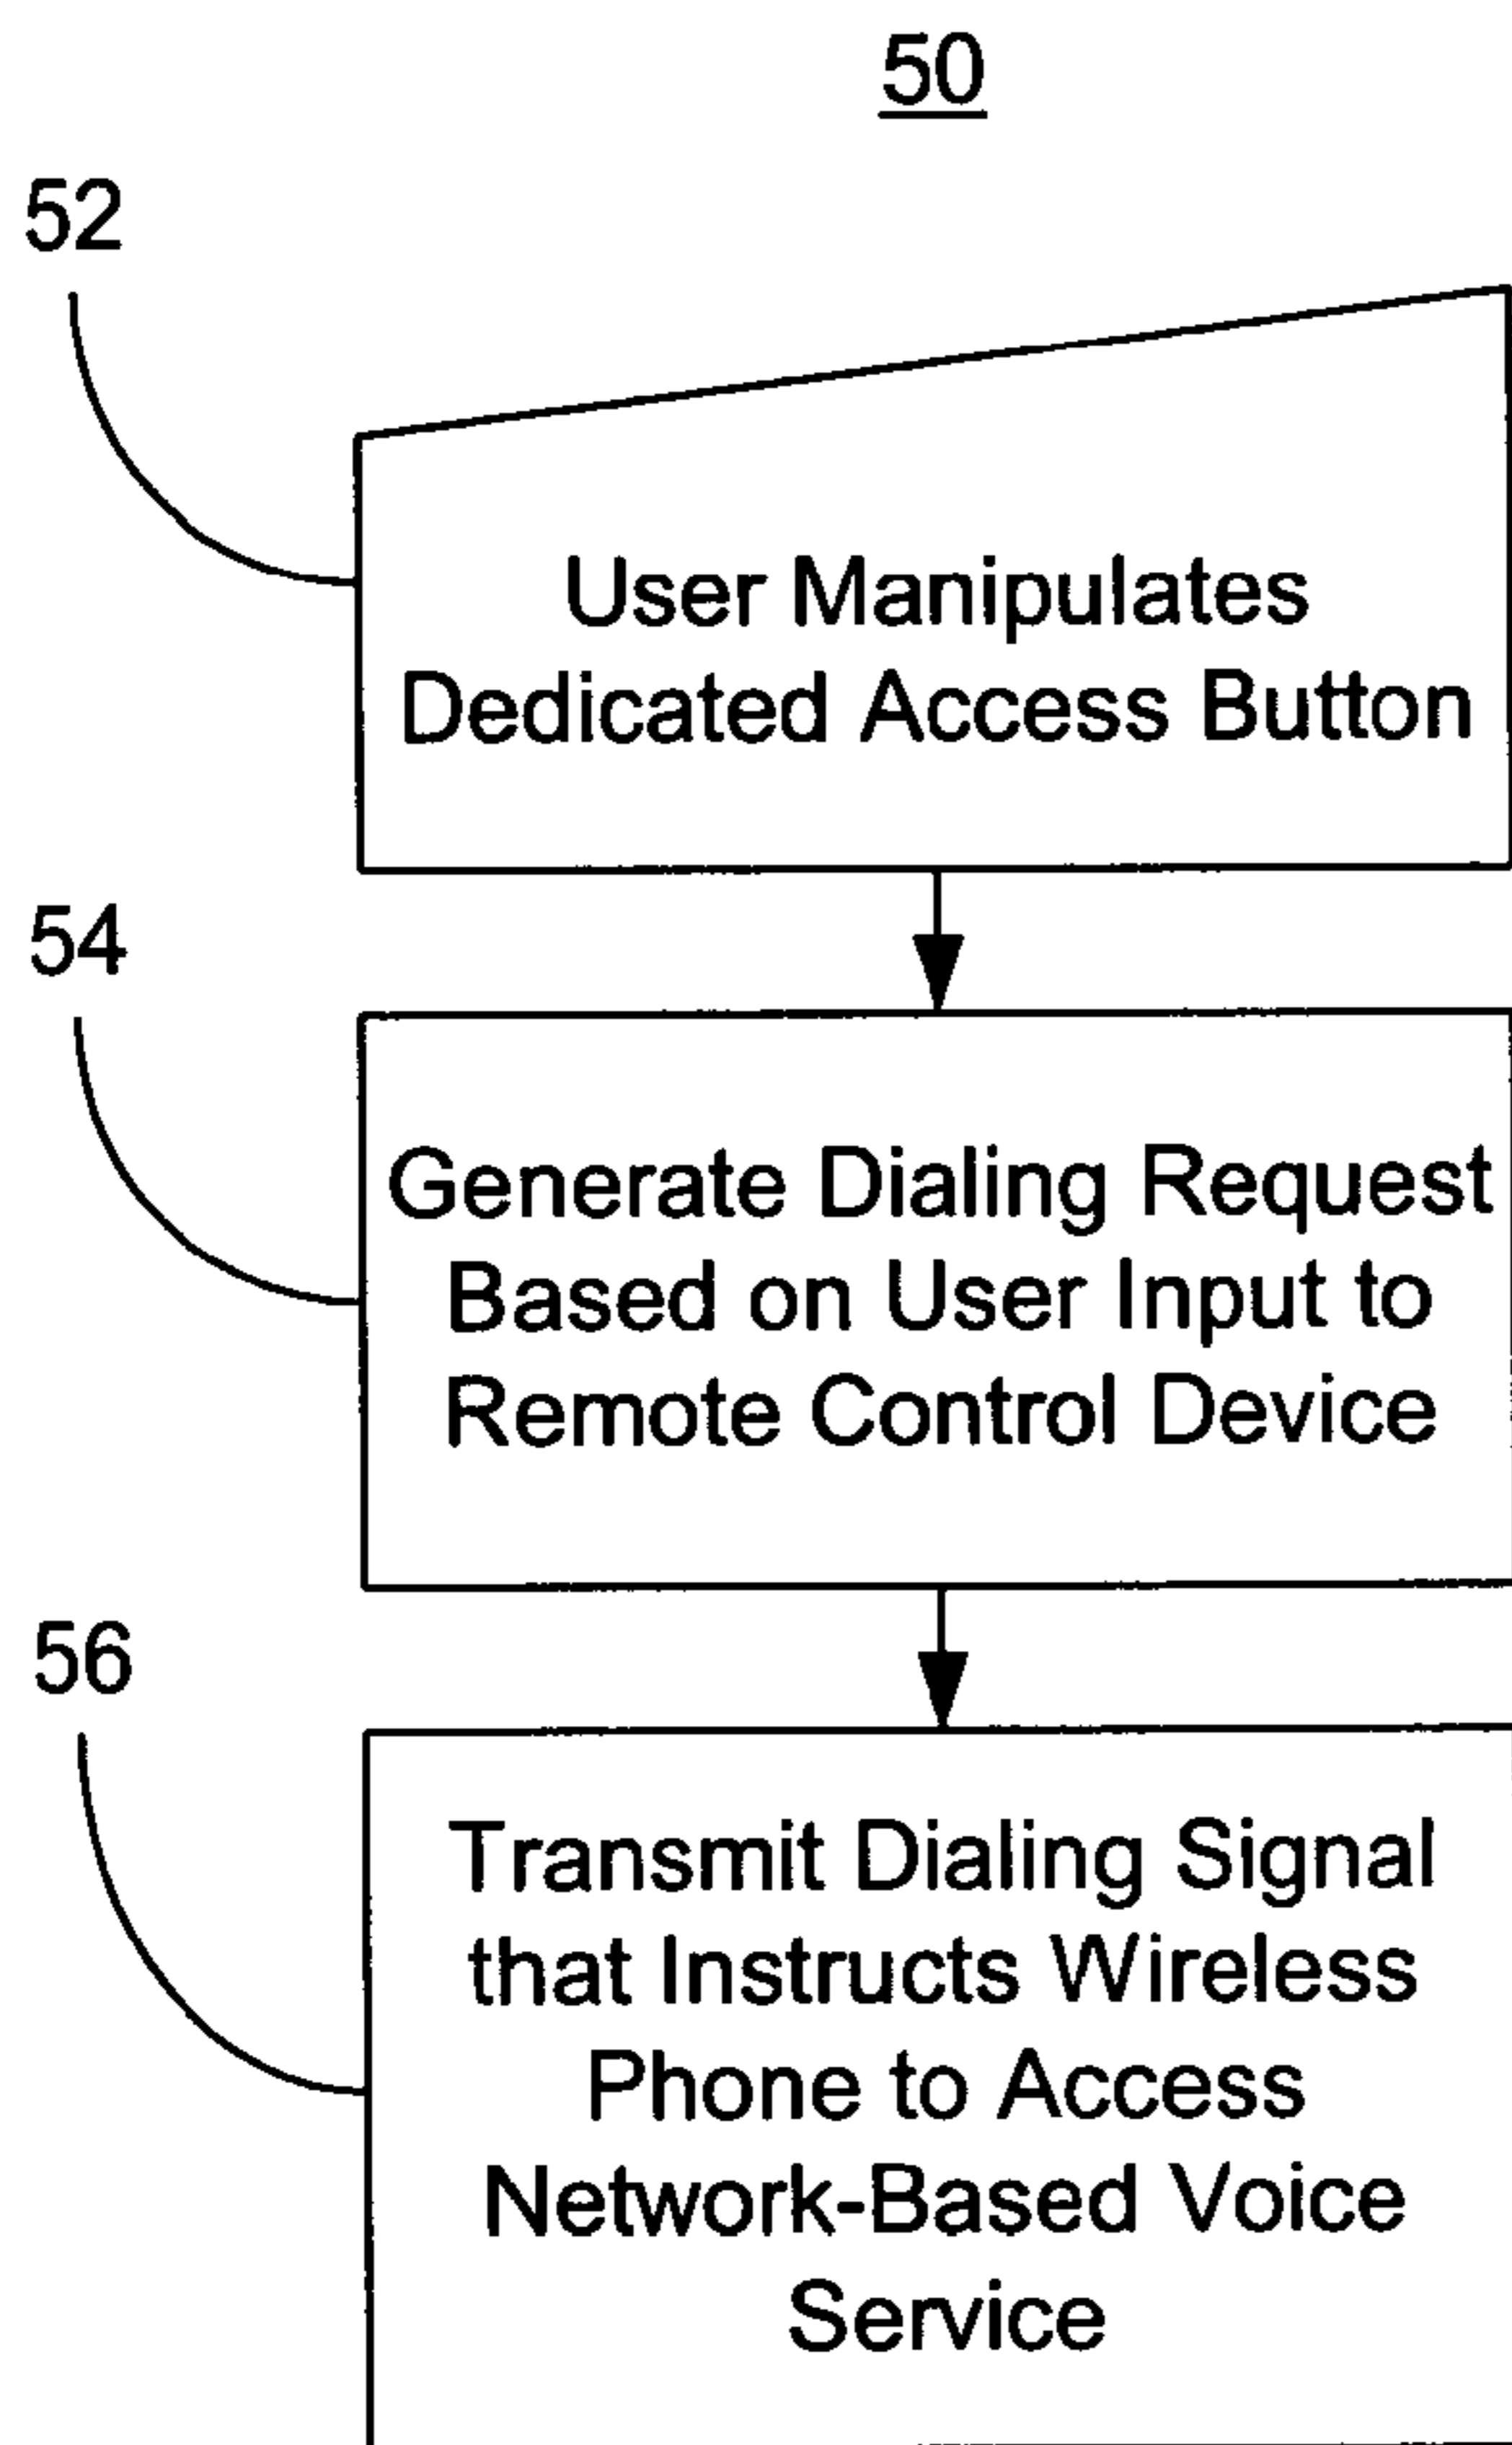 50
52
User Manipulates
Dedicated Access Button
54
Generate Dialing Request
Based on User Input to
Remote Control Device
56
Transmit Dialing Signal
that Instructs Wireless
Phone to Access
Network-Based Voice
Service